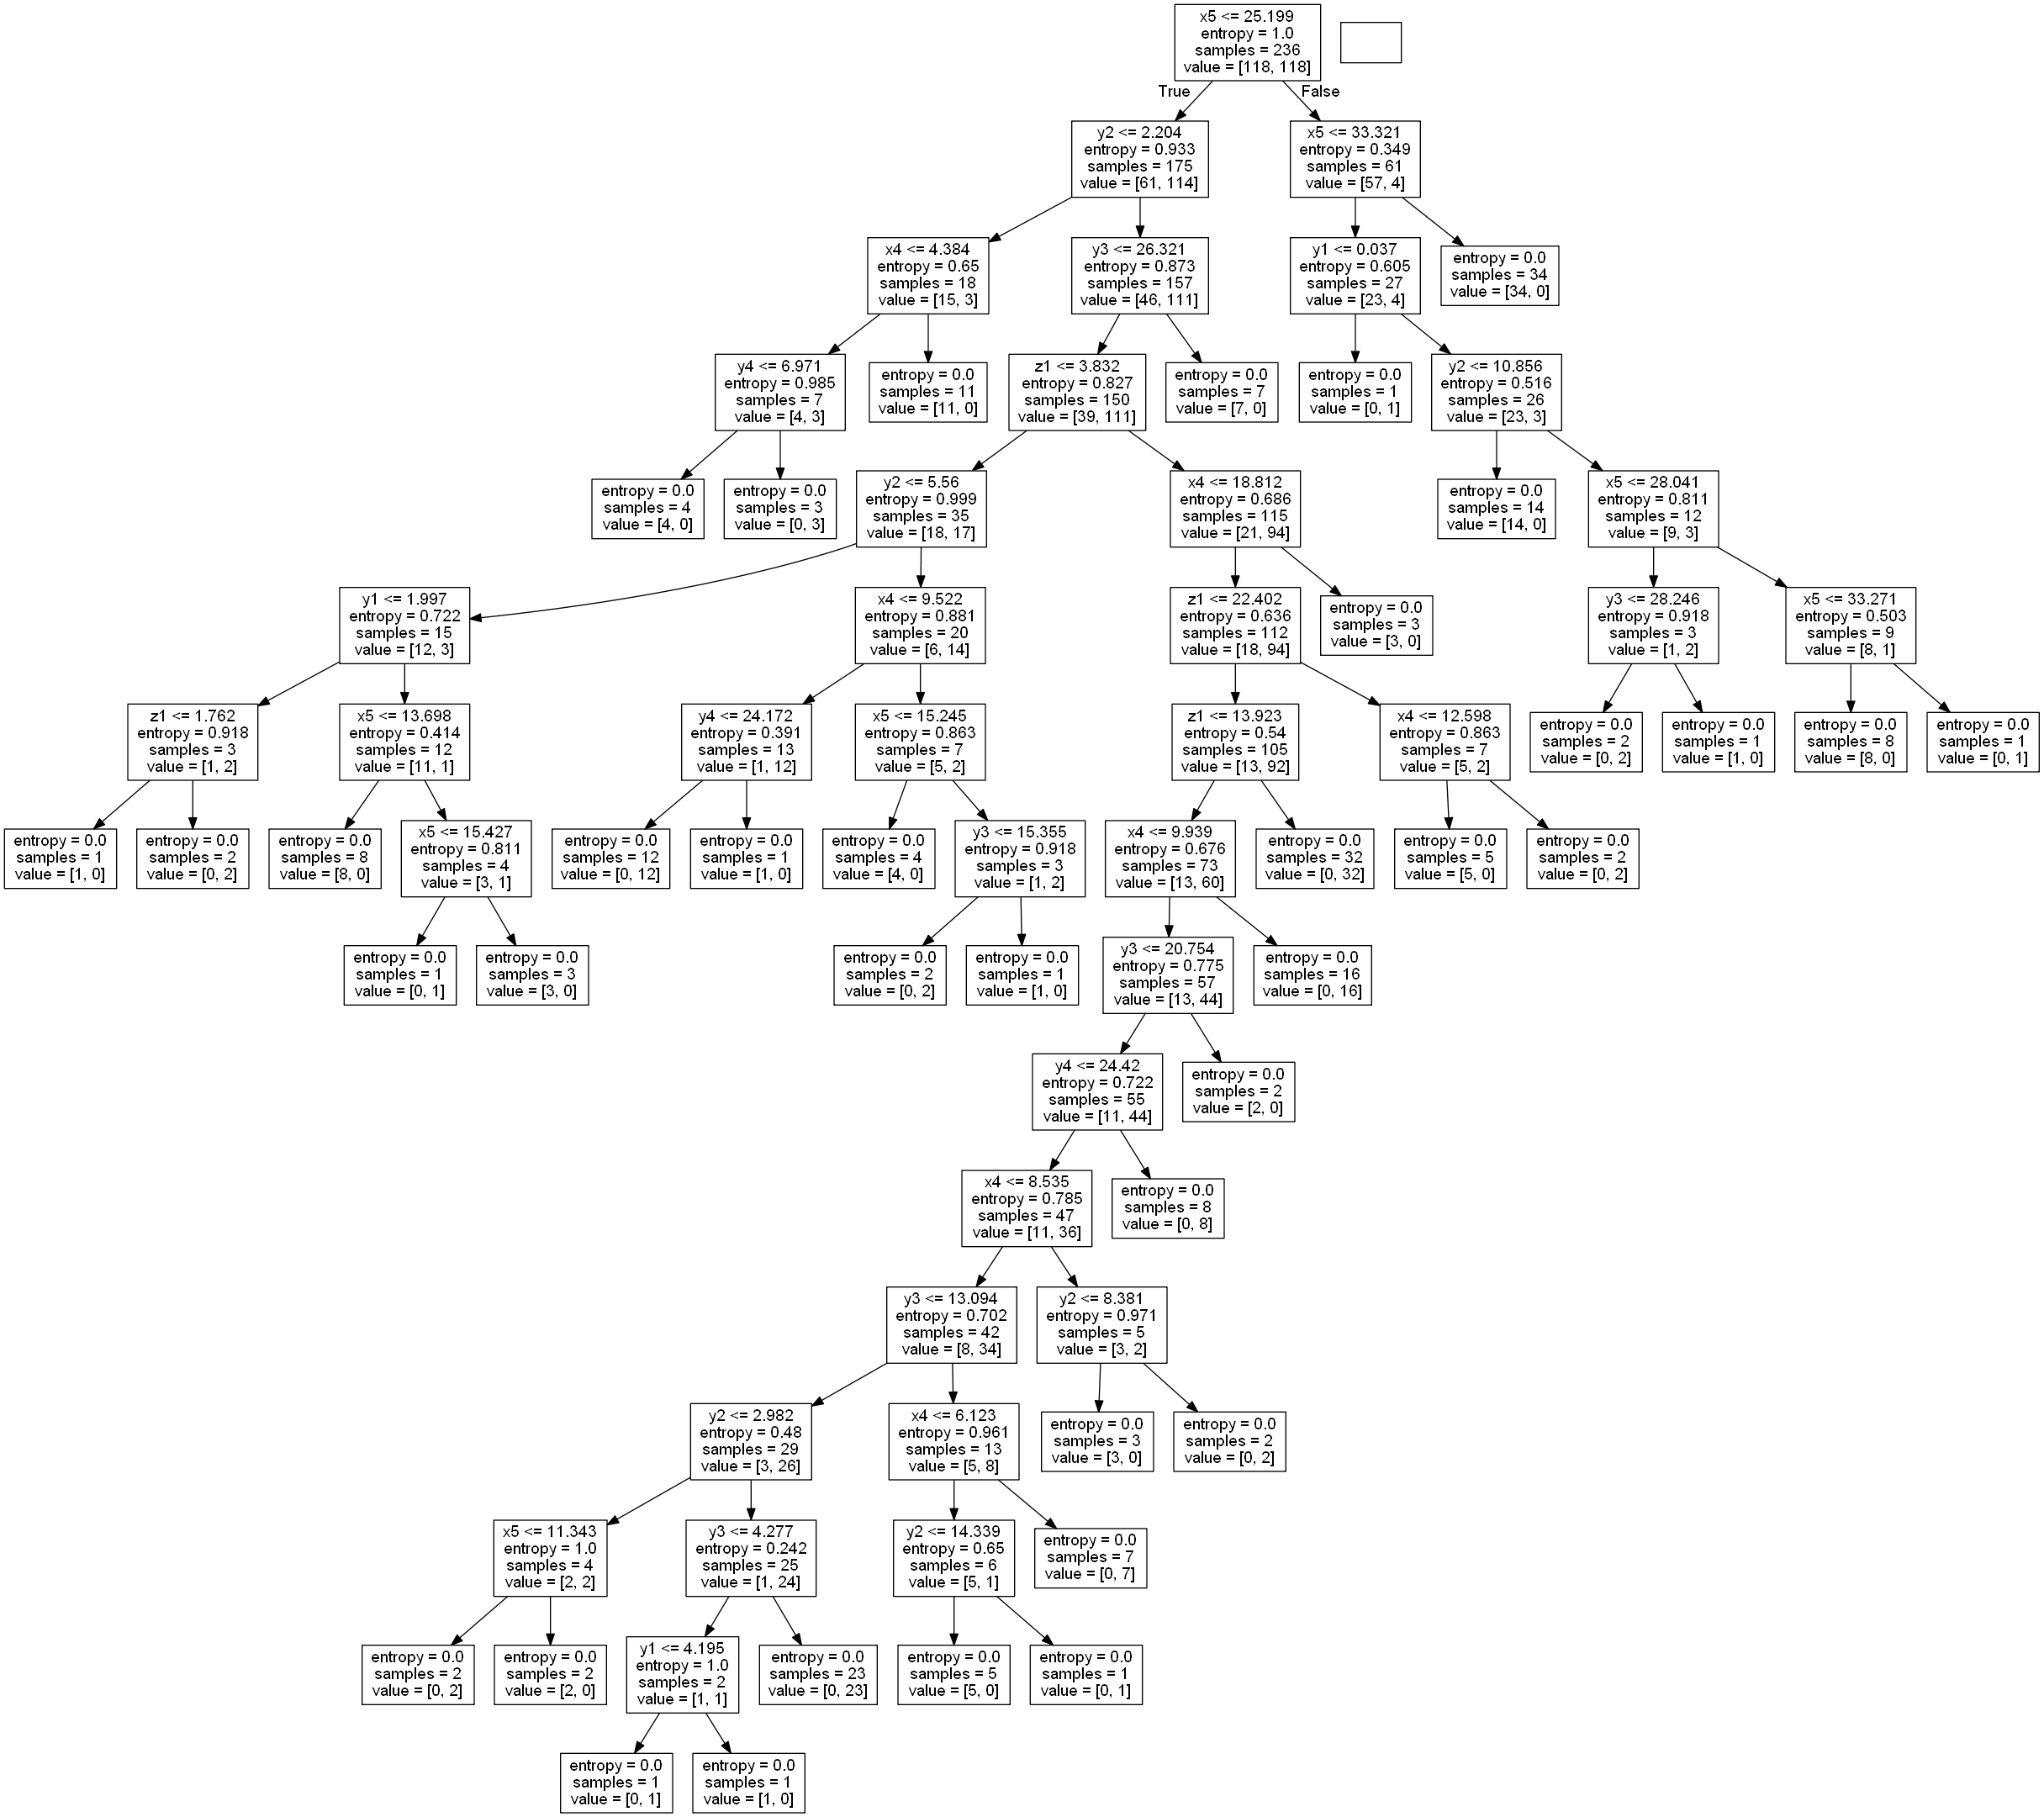 x5 <= 25.199
entropy = 1.0
samples = 236
value = [118, 118]
True
False
y2 <= 2.204
entropy = 0.933
samples = 175
value = [61, 114]
x5 <= 33.321
entropy = 0.349
samples = 61
value = [57, 4]
x4 <= 4.384
entropy = 0.65
samples = 18
value = [15, 3]
y3 <= 26.321
entropy = 0.873
samples = 157
value = [46, 111]
y1 <= 0.037
entropy = 0.605
samples = 27
value = [23, 4]
entropy = 0.0
samples = 34
value = [34, 0]
y4 <= 6.971
entropy = 0.985
samples = 7
value = [4, 3]
entropy = 0.0
samples = 11
value = [11, 0]
z1 <= 3.832
entropy = 0.827
samples = 150
value = [39, 111]
entropy = 0.0
samples = 7
value = [7, 0]
entropy = 0.0
samples = 1
value = [0, 1]
y2 <= 10.856
entropy = 0.516
samples = 26
value = [23, 3]
entropy = 0.0
samples = 4
value = [4, 0]
entropy = 0.0
samples = 3
value = [0, 3]
y2 <= 5.56
entropy = 0.999
samples = 35
value = [18, 17]
x4 <= 18.812
entropy = 0.686
samples = 115
value = [21, 94]
entropy = 0.0
samples = 14
value = [14, 0]
x5 <= 28.041
entropy = 0.811
samples = 12
value = [9, 3]
y1 <= 1.997
entropy = 0.722
samples = 15
value = [12, 3]
x4 <= 9.522
entropy = 0.881
samples = 20
value = [6, 14]
z1 <= 22.402
entropy = 0.636
samples = 112
value = [18, 94]
entropy = 0.0
samples = 3
value = [3, 0]
y3 <= 28.246
entropy = 0.918
samples = 3
value = [1, 2]
x5 <= 33.271
entropy = 0.503
samples = 9
value = [8, 1]
z1 <= 1.762
entropy = 0.918
samples = 3
value = [1, 2]
x5 <= 13.698
entropy = 0.414
samples = 12
value = [11, 1]
y4 <= 24.172
entropy = 0.391
samples = 13
value = [1, 12]
x5 <= 15.245
entropy = 0.863
samples = 7
value = [5, 2]
z1 <= 13.923
entropy = 0.54
samples = 105
value = [13, 92]
x4 <= 12.598
entropy = 0.863
samples = 7
value = [5, 2]
entropy = 0.0
samples = 2
value = [0, 2]
entropy = 0.0
samples = 1
value = [1, 0]
entropy = 0.0
samples = 8
value = [8, 0]
entropy = 0.0
samples = 1
value = [0, 1]
entropy = 0.0
samples = 1
value = [1, 0]
entropy = 0.0
samples = 2
value = [0, 2]
entropy = 0.0
samples = 8
value = [8, 0]
x5 <= 15.427
entropy = 0.811
samples = 4
value = [3, 1]
entropy = 0.0
samples = 12
value = [0, 12]
entropy = 0.0
samples = 1
value = [1, 0]
entropy = 0.0
samples = 4
value = [4, 0]
y3 <= 15.355
entropy = 0.918
samples = 3
value = [1, 2]
x4 <= 9.939
entropy = 0.676
samples = 73
value = [13, 60]
entropy = 0.0
samples = 32
value = [0, 32]
entropy = 0.0
samples = 5
value = [5, 0]
entropy = 0.0
samples = 2
value = [0, 2]
entropy = 0.0
samples = 1
value = [0, 1]
entropy = 0.0
samples = 3
value = [3, 0]
entropy = 0.0
samples = 2
value = [0, 2]
entropy = 0.0
samples = 1
value = [1, 0]
y3 <= 20.754
entropy = 0.775
samples = 57
value = [13, 44]
entropy = 0.0
samples = 16
value = [0, 16]
y4 <= 24.42
entropy = 0.722
samples = 55
value = [11, 44]
entropy = 0.0
samples = 2
value = [2, 0]
x4 <= 8.535
entropy = 0.785
samples = 47
value = [11, 36]
entropy = 0.0
samples = 8
value = [0, 8]
y3 <= 13.094
entropy = 0.702
samples = 42
value = [8, 34]
y2 <= 8.381
entropy = 0.971
samples = 5
value = [3, 2]
y2 <= 2.982
entropy = 0.48
samples = 29
value = [3, 26]
x4 <= 6.123
entropy = 0.961
samples = 13
value = [5, 8]
entropy = 0.0
samples = 3
value = [3, 0]
entropy = 0.0
samples = 2
value = [0, 2]
x5 <= 11.343
entropy = 1.0
samples = 4
value = [2, 2]
y3 <= 4.277
entropy = 0.242
samples = 25
value = [1, 24]
y2 <= 14.339
entropy = 0.65
samples = 6
value = [5, 1]
entropy = 0.0
samples = 7
value = [0, 7]
entropy = 0.0
samples = 2
value = [0, 2]
entropy = 0.0
samples = 2
value = [2, 0]
y1 <= 4.195
entropy = 1.0
samples = 2
value = [1, 1]
entropy = 0.0
samples = 23
value = [0, 23]
entropy = 0.0
samples = 5
value = [5, 0]
entropy = 0.0
samples = 1
value = [0, 1]
entropy = 0.0
samples = 1
value = [0, 1]
entropy = 0.0
samples = 1
value = [1, 0]